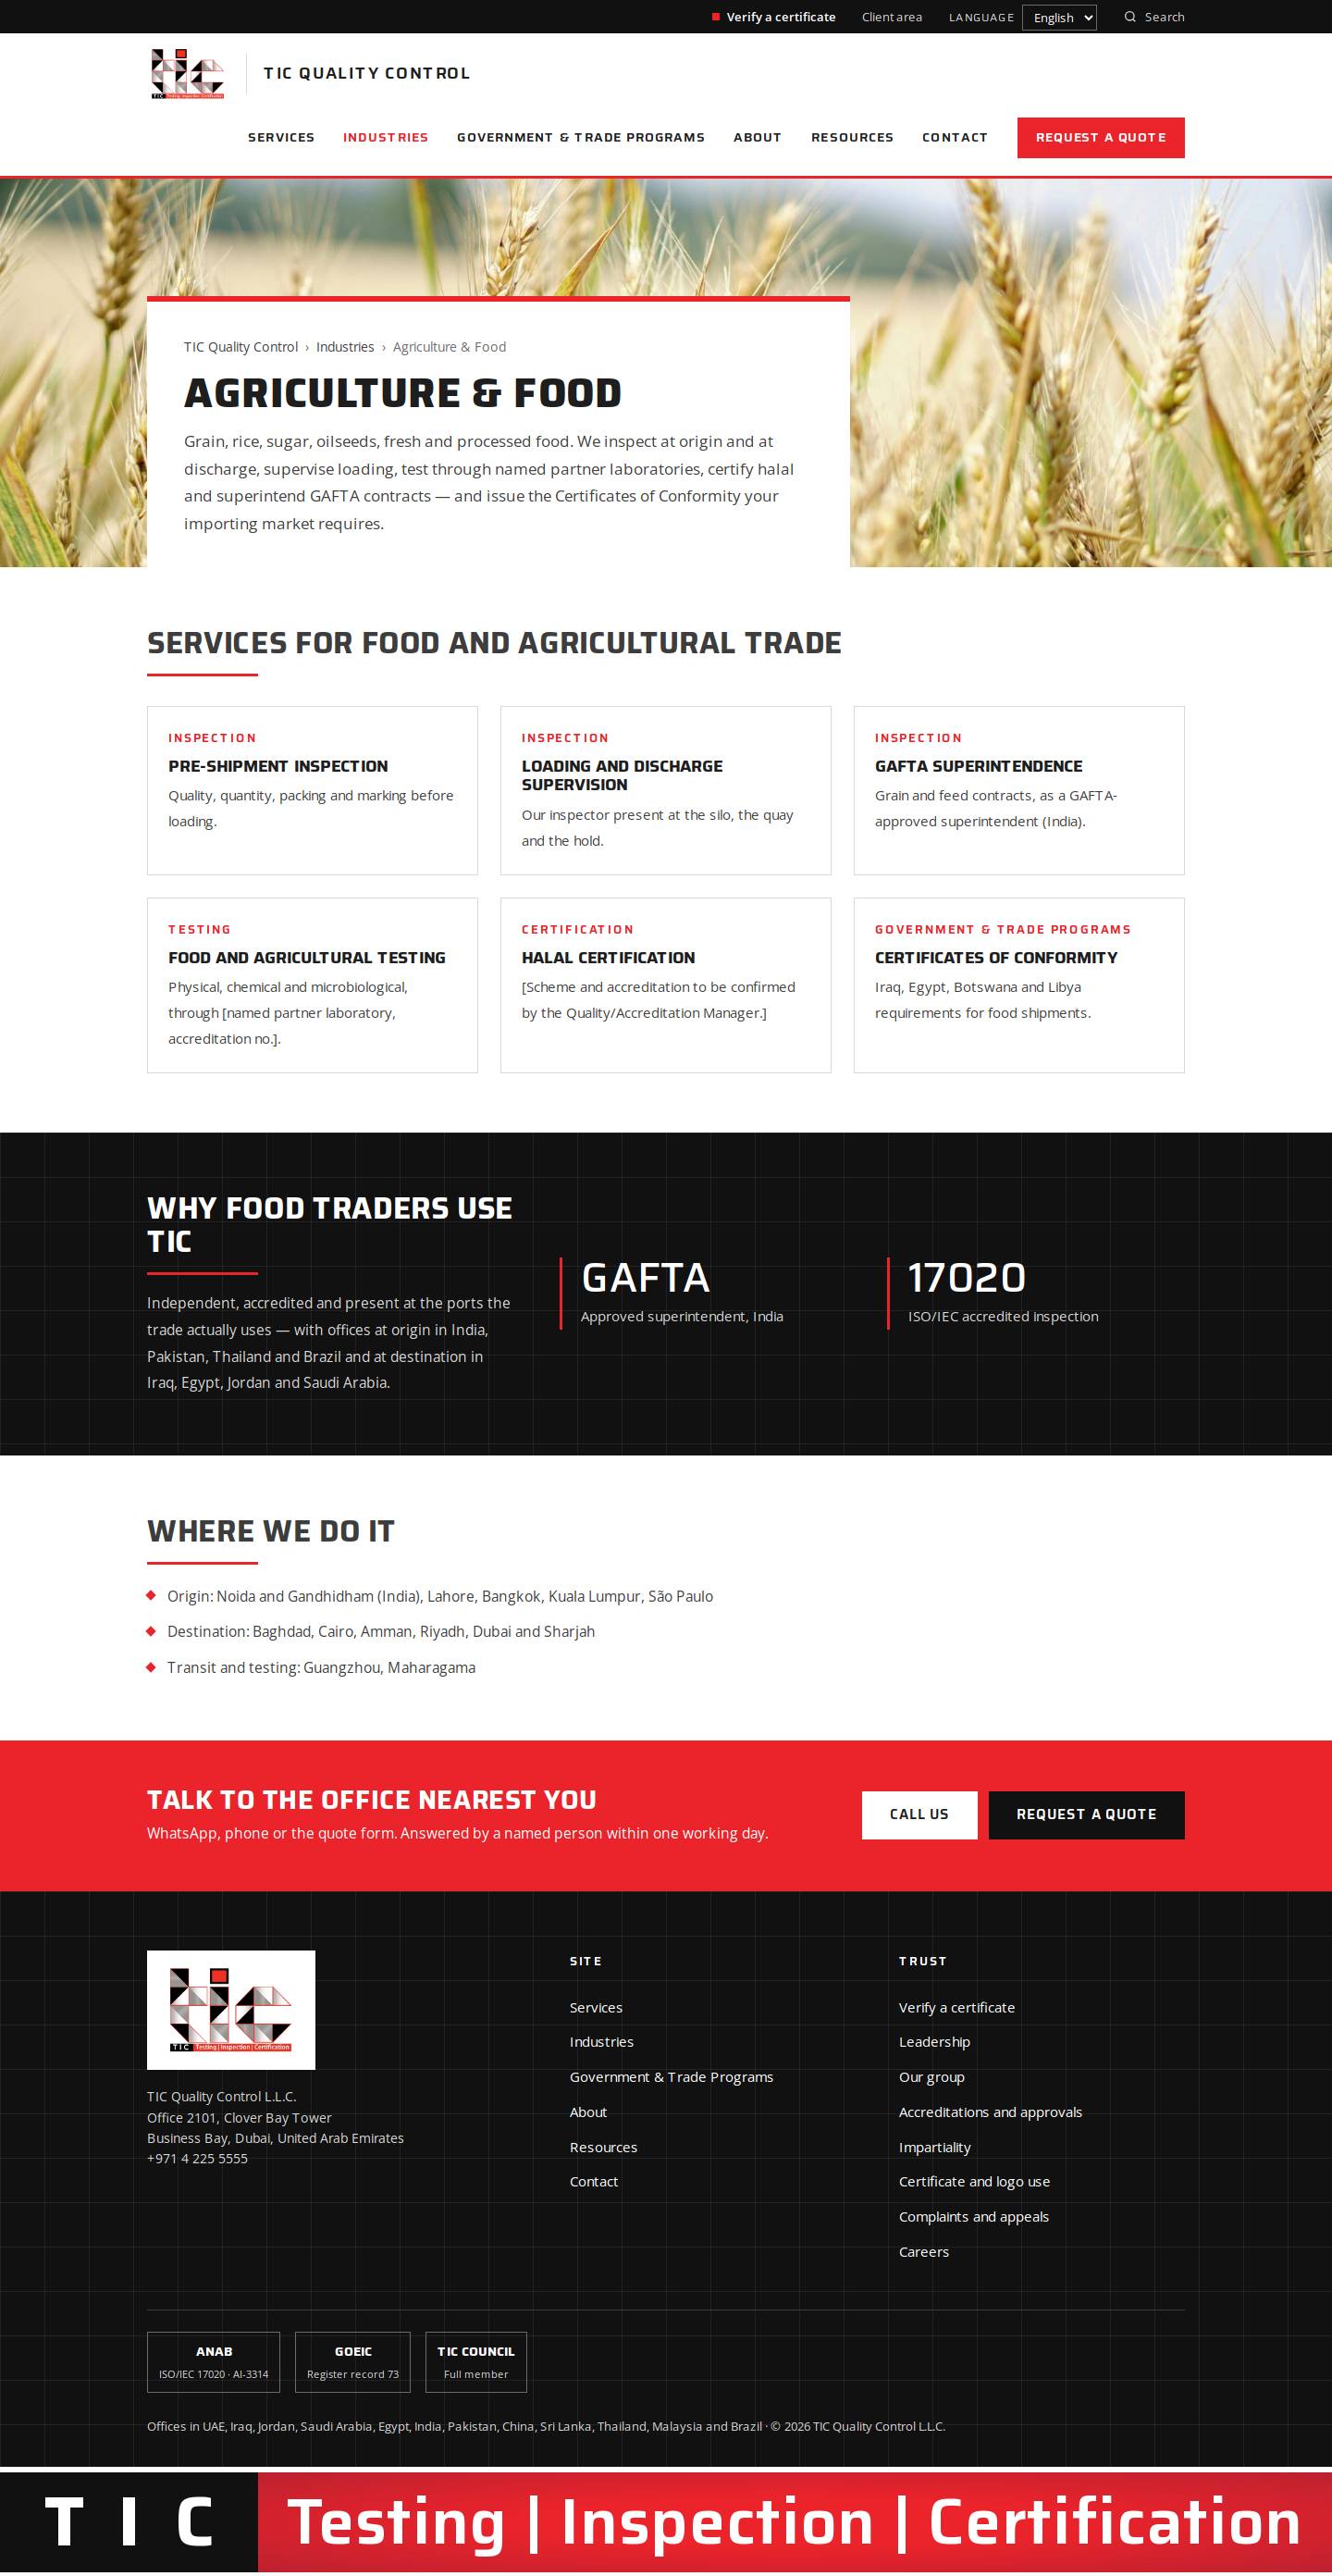 Verify a certificate
Client area
LANGUAGE
English
Search
tic
TIC Testing | Inspection | Certification
TIC QUALITY CONTROL
SERVICES
INDUSTRIES
GOVERNMENT & TRADE PROGRAMS
ABOUT
RESOURCES
CONTACT
REQUEST A QUOTE
TIC Quality Control › Industries › Agriculture & Food
AGRICULTURE & FOOD
Grain, rice, sugar, oilseeds, fresh and processed food. We inspect at origin and at
discharge, supervise loading, test through named partner laboratories, certify halal
and superintend GAFTA contracts — and issue the Certificates of Conformity your
importing market requires.
SERVICES FOR FOOD AND AGRICULTURAL TRADE
INSPECTION
PRE-SHIPMENT INSPECTION
Quality, quantity, packing and marking before
loading.
INSPECTION
LOADING AND DISCHARGE
SUPERVISION
Our inspector present at the silo, the quay
and the hold.
INSPECTION
GAFTA SUPERINTENDENCE
Grain and feed contracts, as a GAFTA-
approved superintendent (India).
TESTING
FOOD AND AGRICULTURAL TESTING
Physical, chemical and microbiological,
through [named partner laboratory,
accreditation no.].
CERTIFICATION
HALAL CERTIFICATION
[Scheme and accreditation to be confirmed
by the Quality/Accreditation Manager.]
GOVERNMENT & TRADE PROGRAMS
CERTIFICATES OF CONFORMITY
Iraq, Egypt, Botswana and Libya
requirements for food shipments.
WHY FOOD TRADERS USE
TIC
Independent, accredited and present at the ports the
trade actually uses — with offices at origin in India,
Pakistan, Thailand and Brazil and at destination in
Iraq, Egypt, Jordan and Saudi Arabia.
GAFTA
Approved superintendent, India
17020
ISO/IEC accredited inspection
WHERE WE DO IT
Origin: Noida and Gandhidham (India), Lahore, Bangkok, Kuala Lumpur, São Paulo
Destination: Baghdad, Cairo, Amman, Riyadh, Dubai and Sharjah
Transit and testing: Guangzhou, Maharagama
TALK TO THE OFFICE NEAREST YOU
WhatsApp, phone or the quote form. Answered by a named person within one working day.
CALL US
REQUEST A QUOTE
tic
TIC Testing | Inspection | Certification
TIC Quality Control L.L.C.
Office 2101, Clover Bay Tower
Business Bay, Dubai, United Arab Emirates
+971 4 225 5555
SITE
Services
Industries
Government & Trade Programs
About
Resources
Contact
TRUST
Verify a certificate
Leadership
Our group
Accreditations and approvals
Impartiality
Certificate and logo use
Complaints and appeals
Careers
ANAB
ISO/IEC 17020 · AI-3314
GOEIC
Register record 73
TIC COUNCIL
Full member
Offices in UAE, Iraq, Jordan, Saudi Arabia, Egypt, India, Pakistan, China, Sri Lanka, Thailand, Malaysia and Brazil · © 2026 TIC Quality Control L.L.C.
TIC Testing | Inspection | Certification